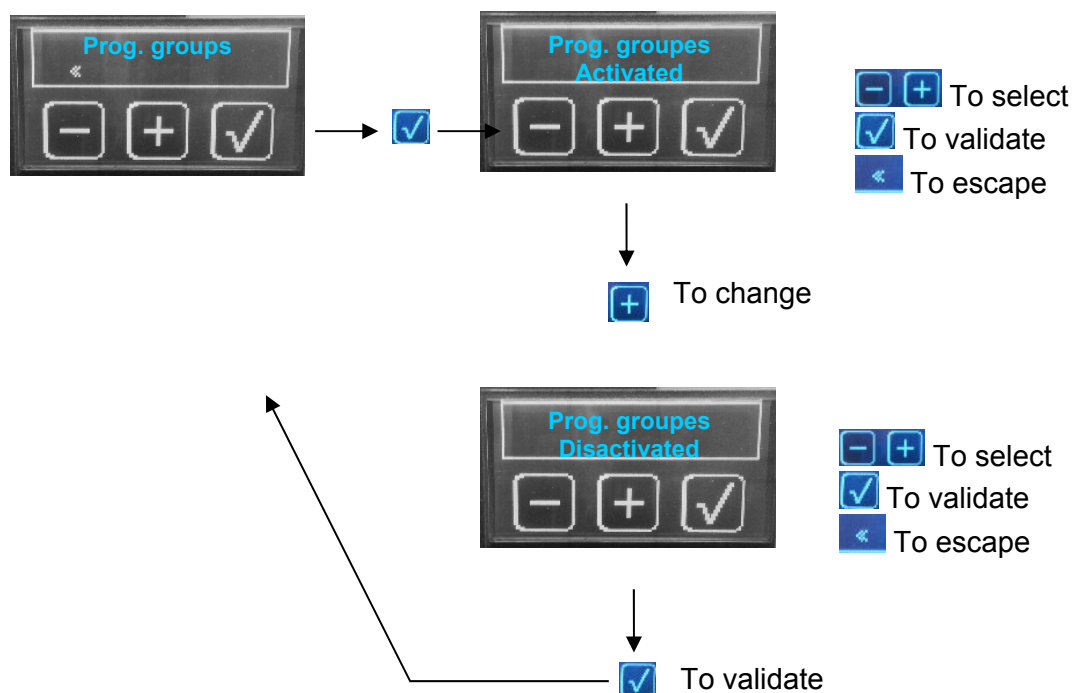 Prog. groups
«
Prog. groupes
Activated
- + To select
√ To validate
« To escape
- + √
- + √
+ To change
Prog. groupes
Disactivated
- + To select
√ To validate
« To escape
- + √
√ To validate